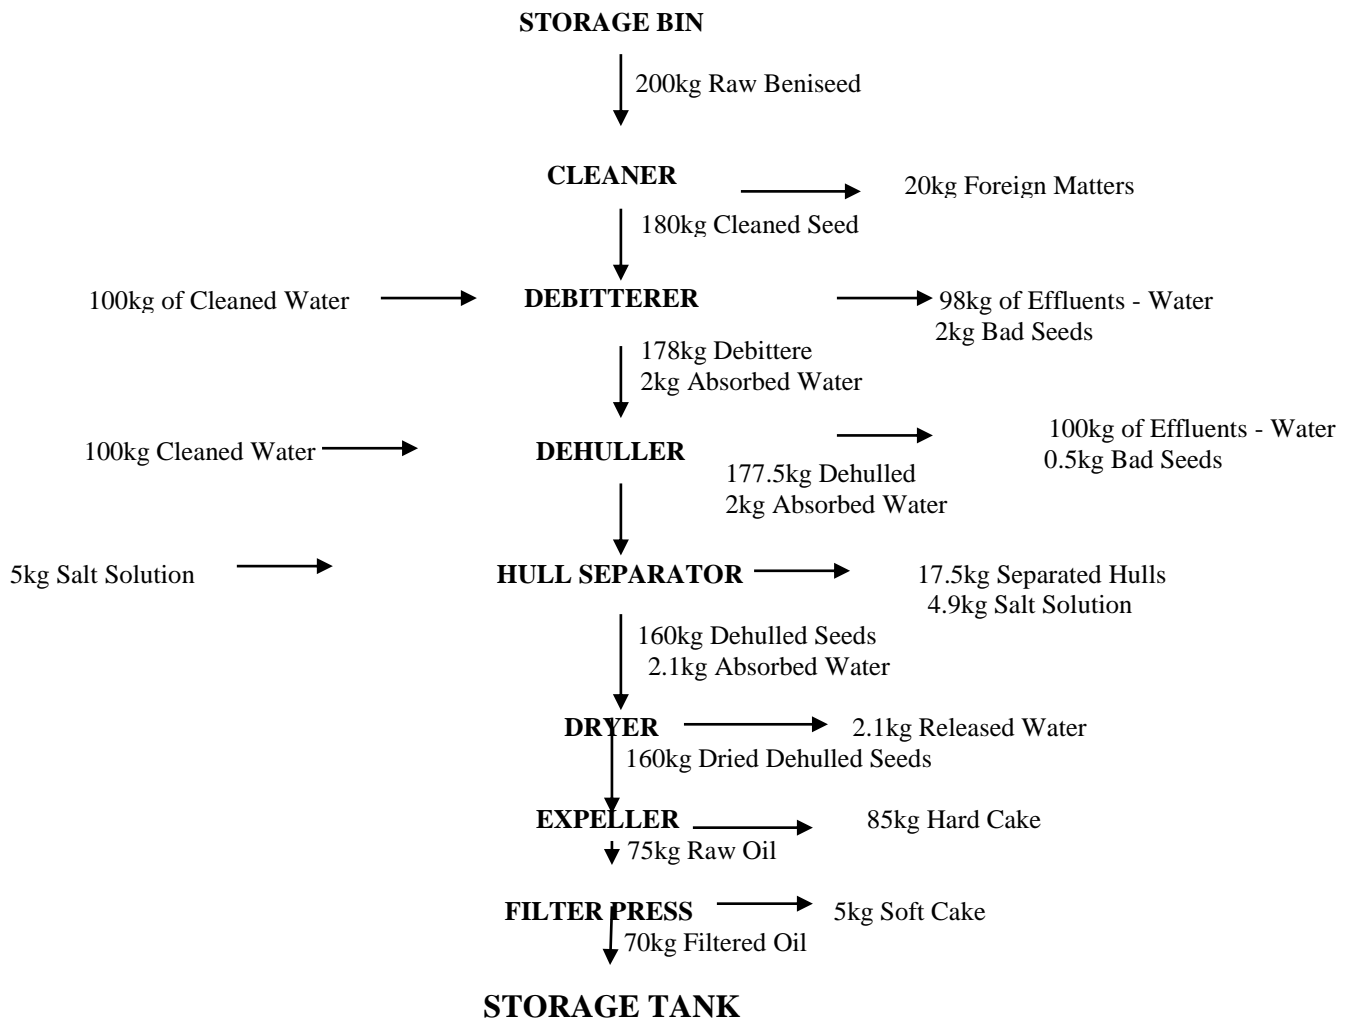 STORAGE BIN
200kg Raw Beniseed
CLEANER
20kg Foreign Matters
180kg Cleaned Seed
100kg of Cleaned Water
DEBITTERER
98kg of Effluents - Water
2kg Bad Seeds
178kg Debittere
2kg Absorbed Water
100kg Cleaned Water
DEHULLER
100kg of Effluents - Water
0.5kg Bad Seeds
177.5kg Dehulled
2kg Absorbed Water
5kg Salt Solution
HULL SEPARATOR
17.5kg Separated Hulls
4.9kg Salt Solution
160kg Dehulled Seeds
2.1kg Absorbed Water
DRYER
2.1kg Released Water
160kg Dried Dehulled Seeds
EXPELLER
85kg Hard Cake
75kg Raw Oil
FILTER PRESS
5kg Soft Cake
70kg Filtered Oil
STORAGE TANK